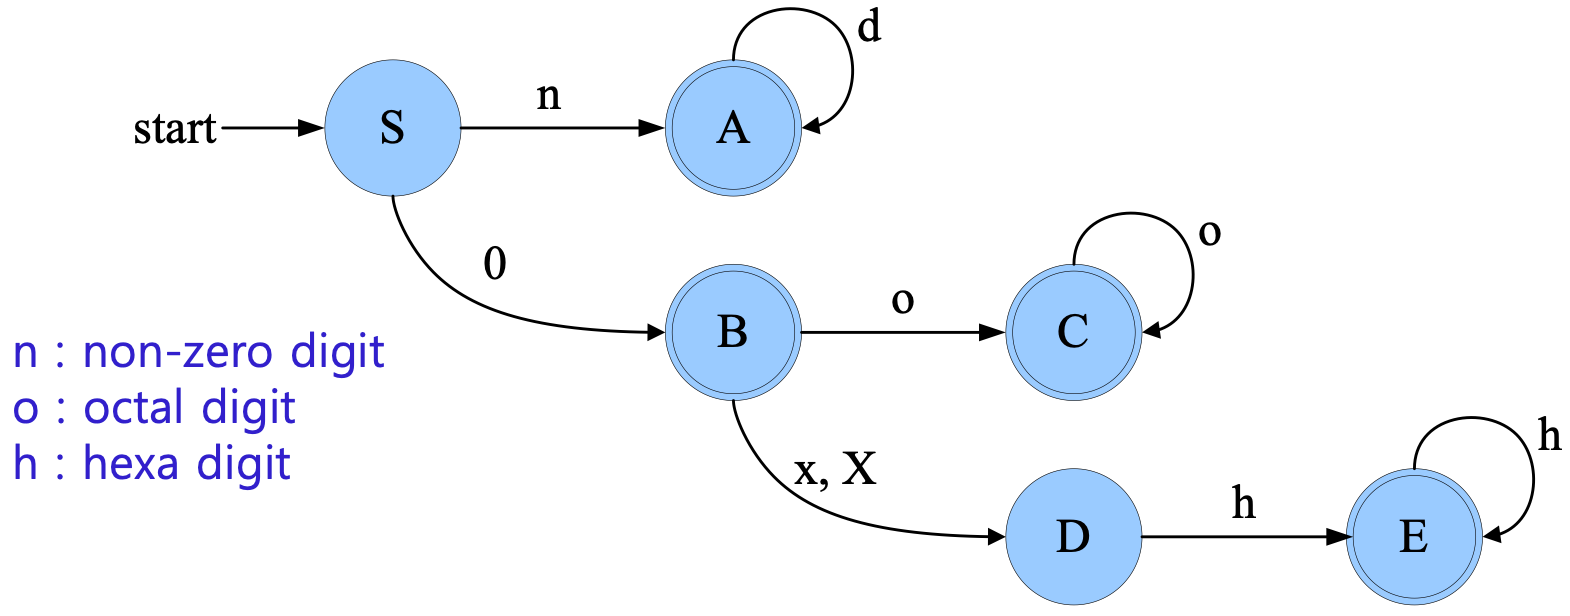 d
n
start
S
A
0
o
B
o
C
n : non-zero digit
o : octal digit
h : hexa digit
x, X
h
D
h
E